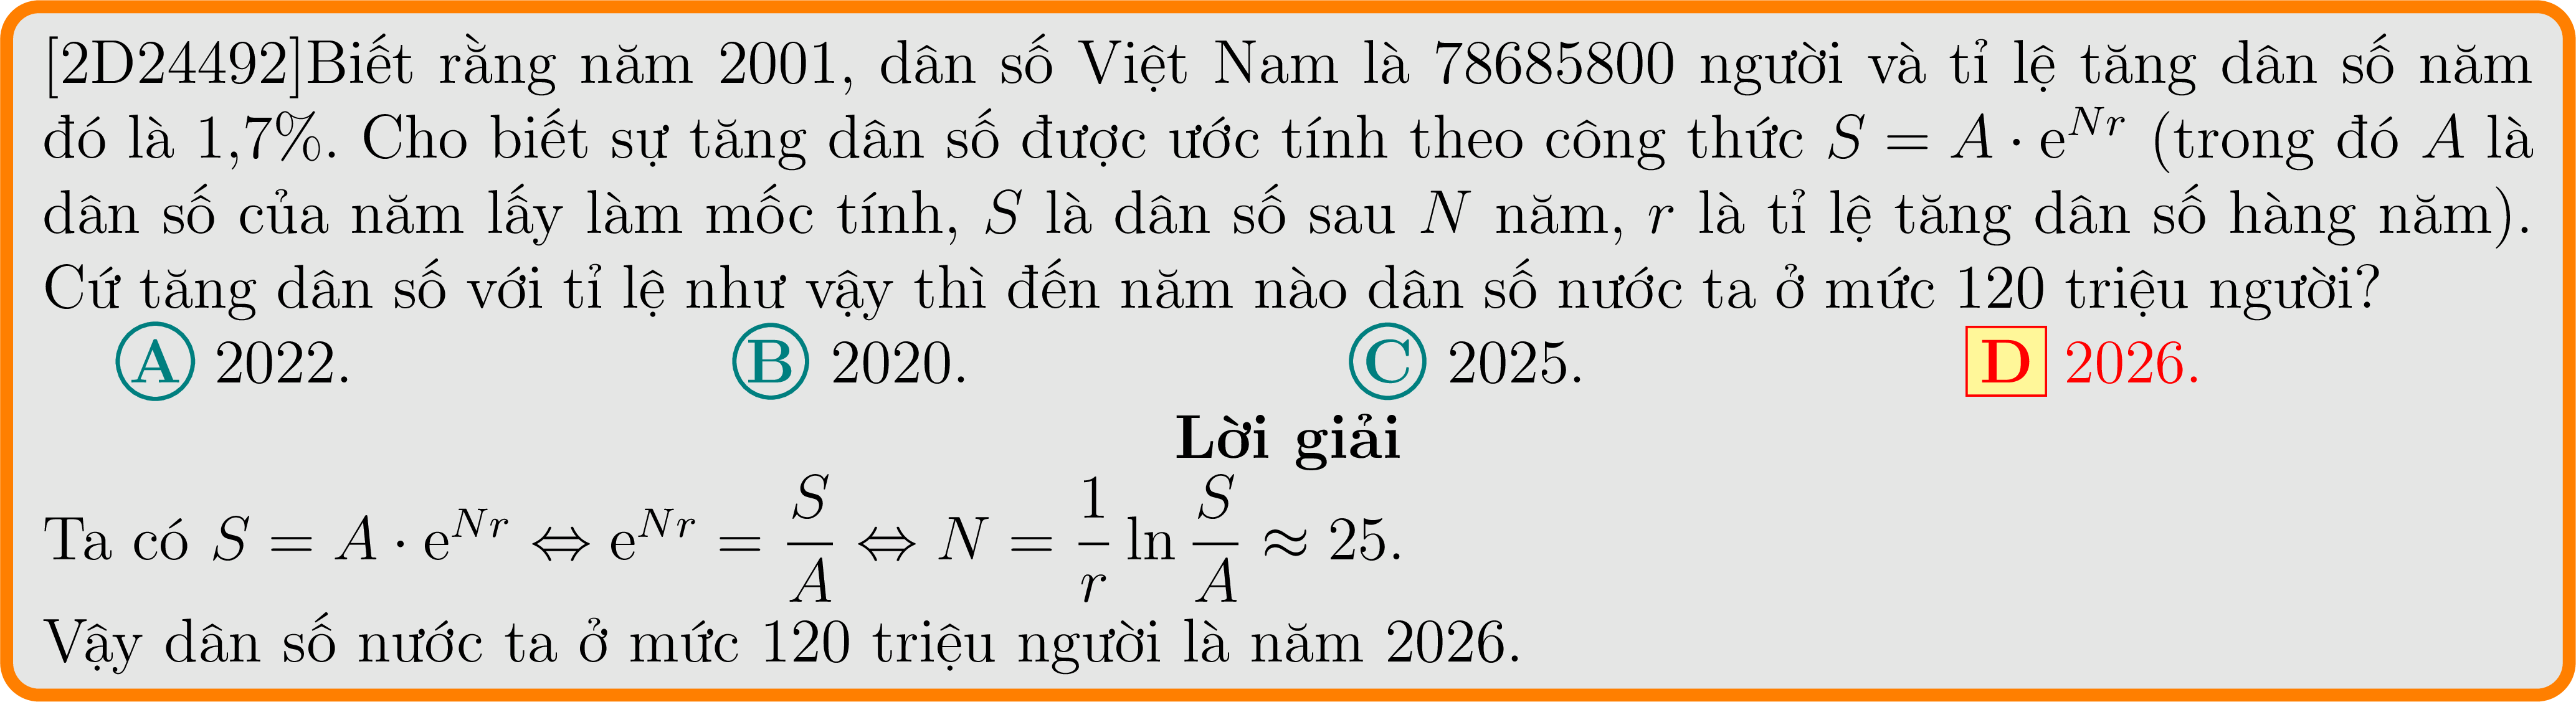 [2D24492]Biết rằng năm 2001, dân số Việt Nam là 78685800 người và tỉ lệ tăng dân số năm
đó là 1,7%. Cho biết sự tăng dân số được ước tính theo công thức S = A · e^{Nr} (trong đó A là
dân số của năm lấy làm mốc tính, S là dân số sau N năm, r là tỉ lệ tăng dân số hàng năm).
Cứ tăng dân số với tỉ lệ như vậy thì đến năm nào dân số nước ta ở mức 120 triệu người?
A 2022. B 2020. C 2025. D 2026.
Lời giải
Ta có S = A · e^{Nr} ⇔ e^{Nr} = \frac{S}{A} ⇔ N = \frac{1}{r} ln \frac{S}{A} ≈ 25.
Vậy dân số nước ta ở mức 120 triệu người là năm 2026.